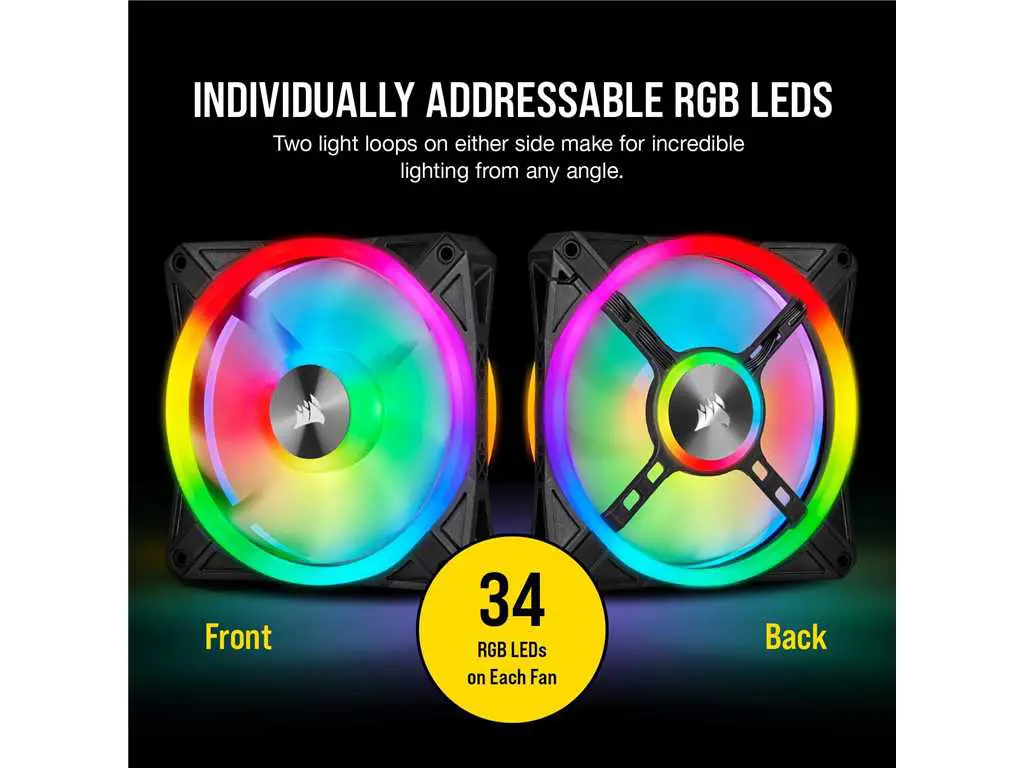 INDIVIDUALLY ADDRESSABLE RGB LEDS
Two light loops on either side make for incredible
lighting from any angle.
Front
34
RGB LEDs
on Each Fan
Back